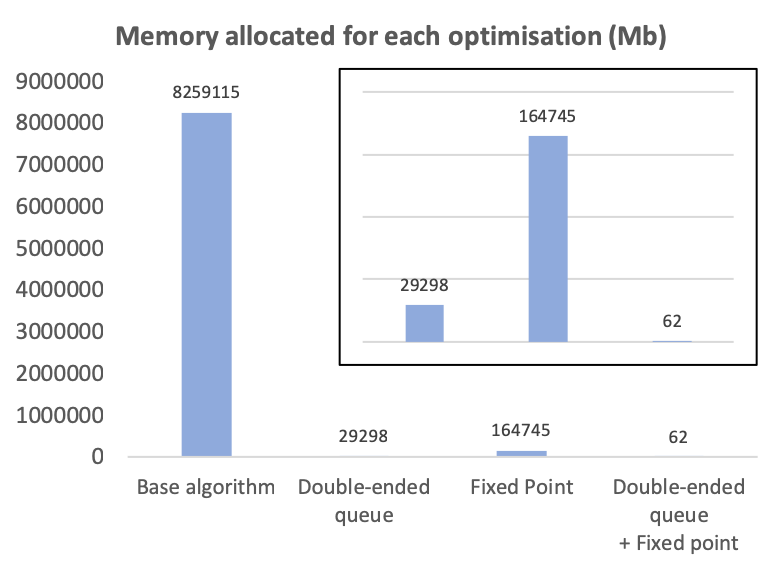 Memory allocated for each optimisation (Mb)
9000000
8000000
7000000
6000000
5000000
4000000
3000000
2000000
1000000
0
8259115
29298
164745
62
29298
164745
62
Base algorithm
Double-ended
queue
Fixed Point
Double-ended
queue
+ Fixed point